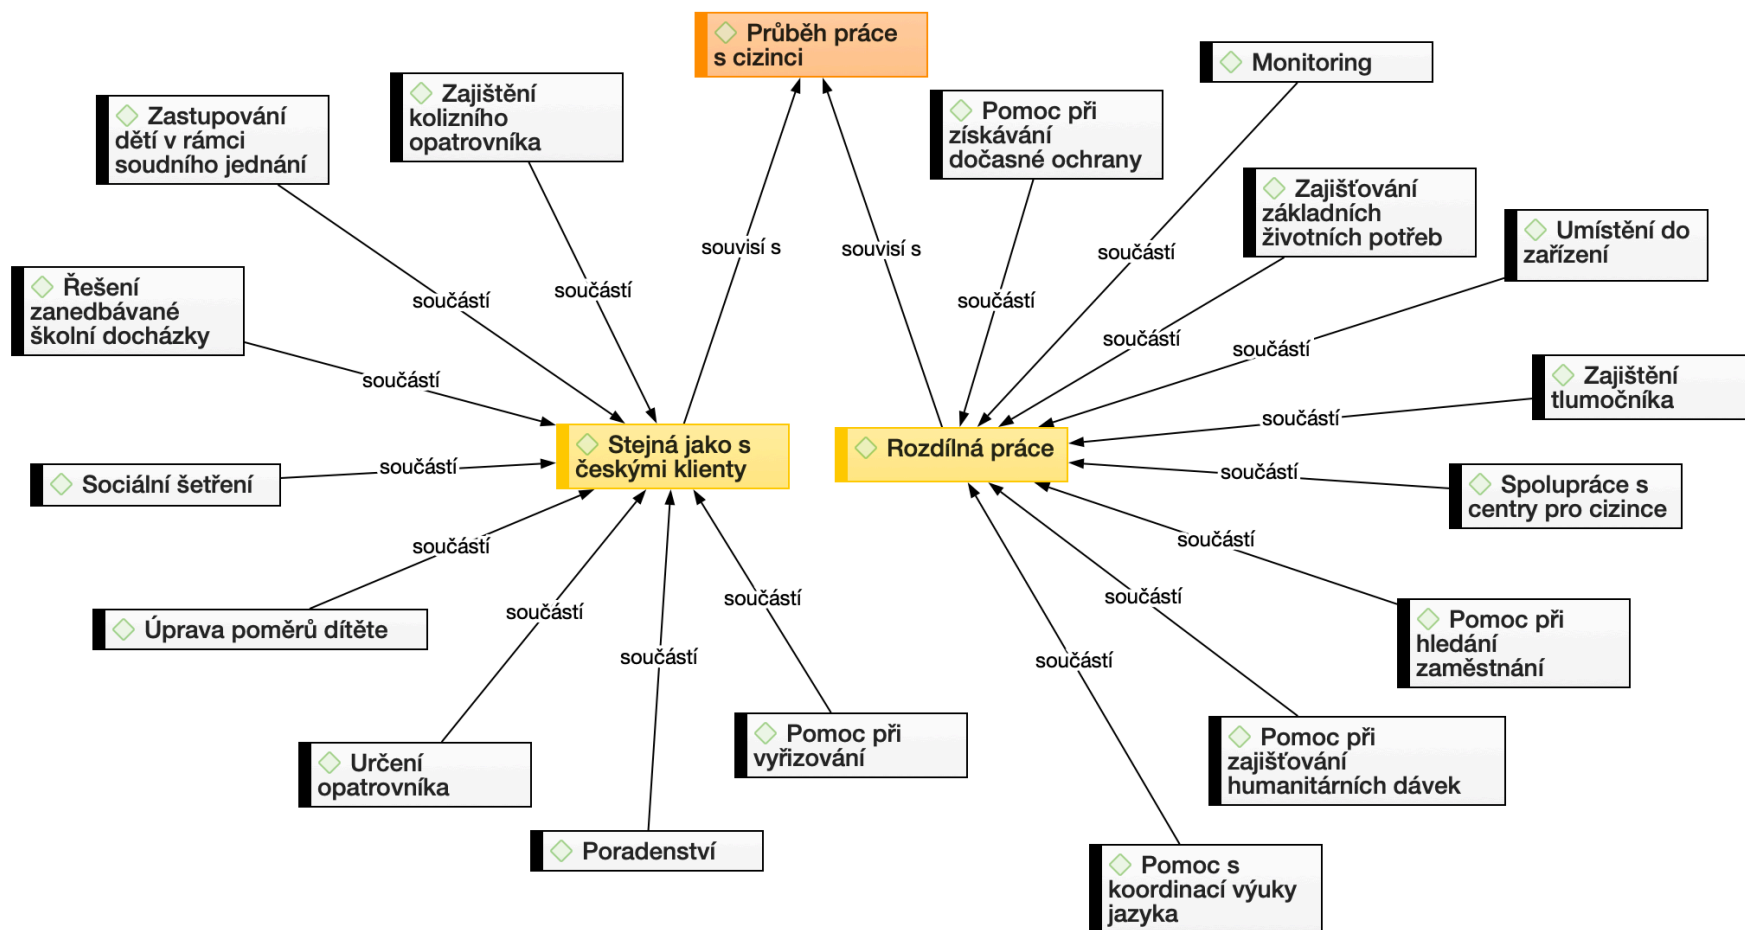 Průběh práce
s cizinci
Monitoring
Zajištění
kolizního
opatrovníka
Zastupování
dětí v rámci
soudního jednání
Pomoc při
získávání
dočasné ochrany
Zajišťování
základních
životních potřeb
Umístění do
zařízení
Řešení
zanedbávané
školní docházky
souvisí s
souvisí s
součástí
součástí
součástí
součástí
součástí
součástí
součástí
Zajištění
tlumočníka
součástí
součástí
Stejná jako s
českými klienty
Rozdílná práce
Sociální šetření
součástí
součástí
Spolupráce s
centry pro cizince
součástí
součástí
součástí
součástí
součástí
součástí
součástí
Úprava poměrů dítěte
Pomoc při
hledání
zaměstnání
Pomoc při
vyřizování
Pomoc při
zajišťování
humanitárních dávek
Určení
opatrovníka
Poradenství
Pomoc s
koordinací výuky
jazyka